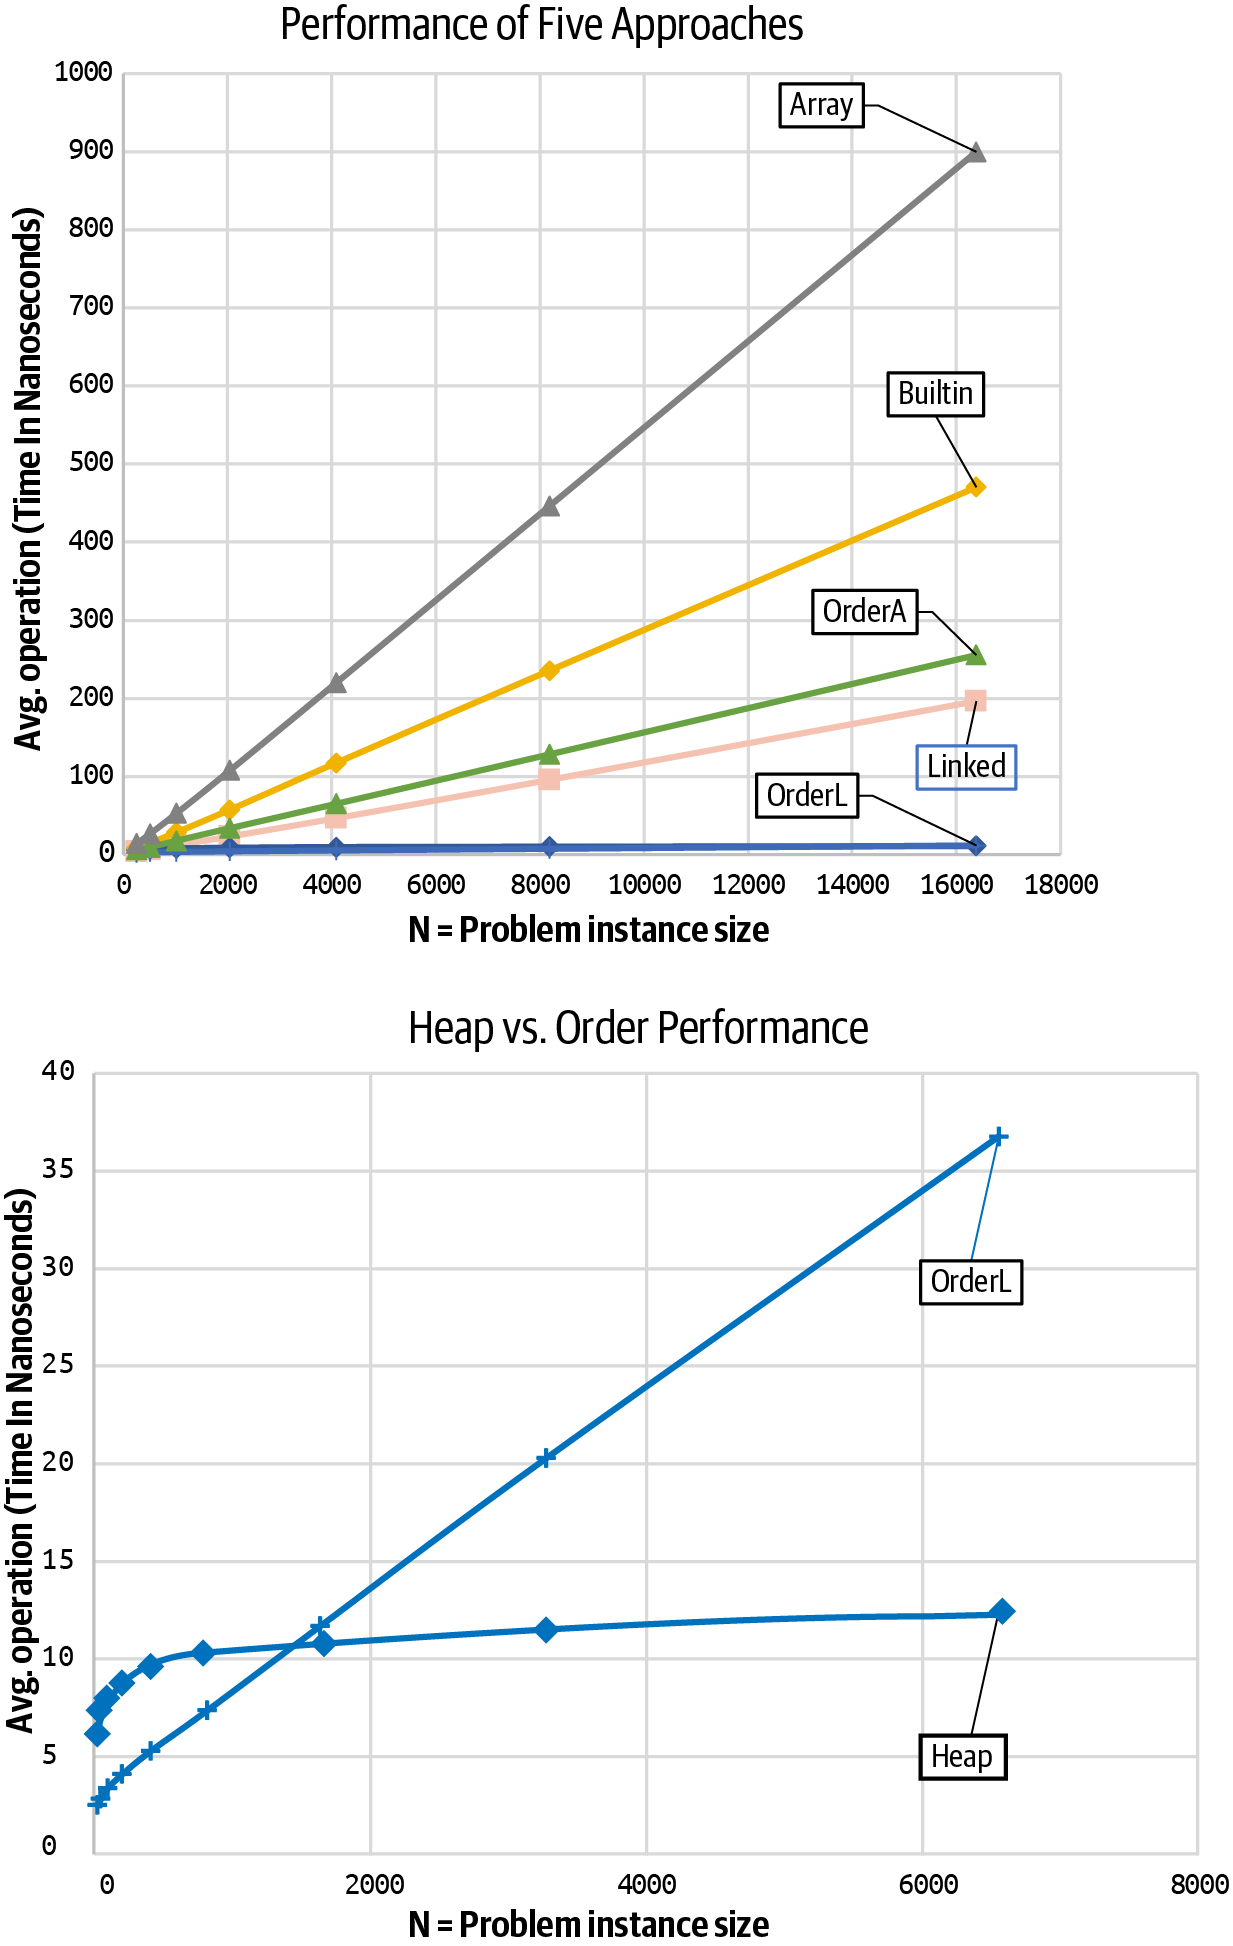 Performance of Five Approaches
1000
900
800
700
600
500
400
300
200
100
0
Avg. operation (Time In Nanoseconds)
Array
Builtin
OrderA
Linked
OrderL
0 2000 4000 6000 8000 10000 12000 14000 16000 18000
N = Problem instance size
Heap vs. Order Performance
40
35
30
25
20
15
10
5
0
Avg. operation (Time In Nanoseconds)
OrderL
Heap
0 2000 4000 6000 8000
N = Problem instance size